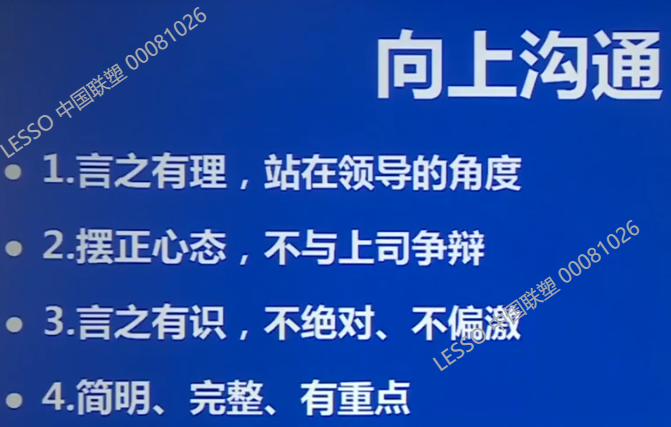 向上沟通
LESSO 中国联塑 00081026
• 1.言之有理，站在领导的角度
• 2.摆正心态，不与上司争辩
• 3.言之有识，不绝对、不偏激
LESSO 中国联塑 00081026
• 4.简明、完整、有重点